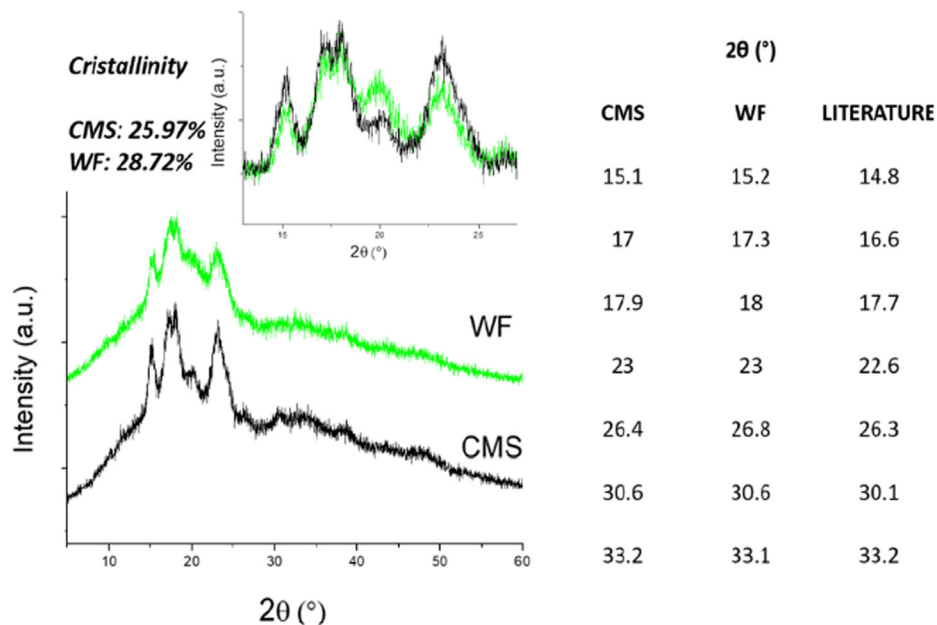 Cristallinity
CMS: 25.97%
WF: 28.72%
Intensity (a.u.)
15
20
25
2θ (°)
Intensity (a.u.)
WF
CMS
10
20
30
40
50
60
2θ (°)
2θ (°)
CMS WF LITERATURE
15.1 15.2 14.8
17 17.3 16.6
17.9 18 17.7
23 23 22.6
26.4 26.8 26.3
30.6 30.6 30.1
33.2 33.1 33.2